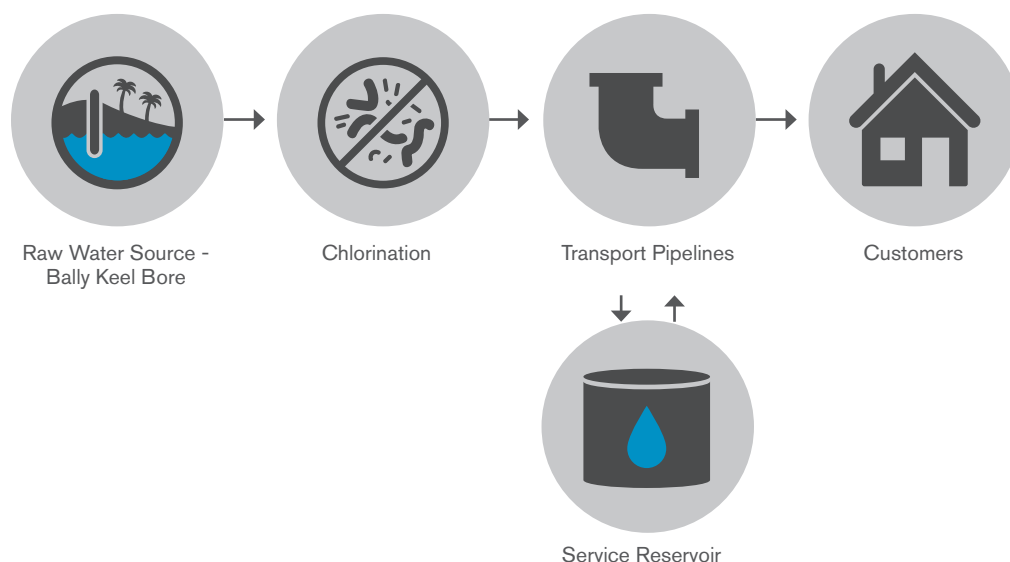 Raw Water Source -
Bally Keel Bore
Chlorination
Transport Pipelines
Customers
Service Reservoir